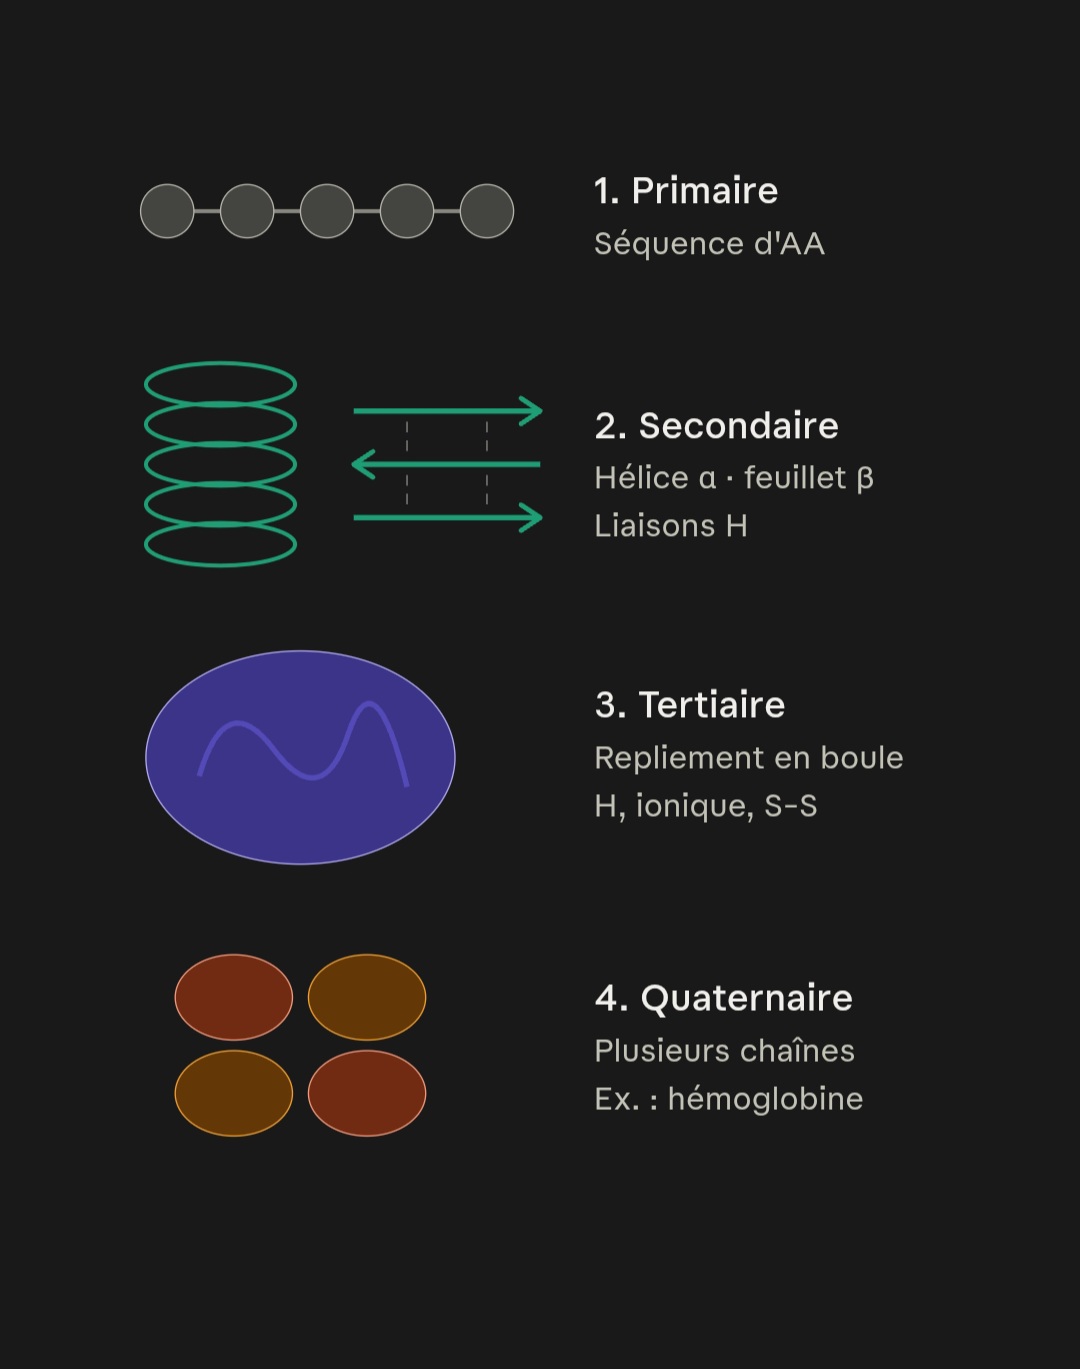 1. Primaire
Séquence d'AA
2. Secondaire
Hélice α · feuillet β
Liaisons H
3. Tertiaire
Repliement en boule
H, ionique, S-S
4. Quaternaire
Plusieurs chaînes
Ex. : hémoglobine